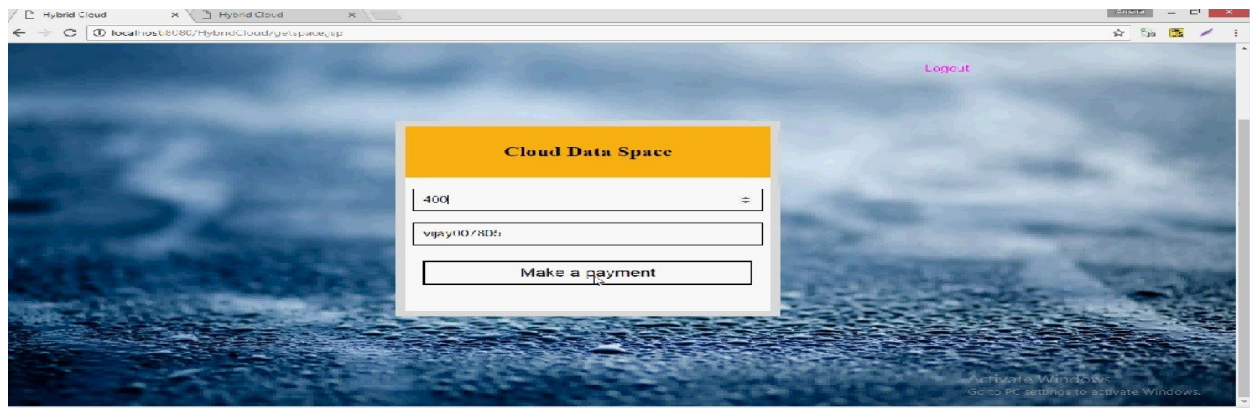 Hybrid Cloud
Hybrid Cloud
localhost:8080/HybridCloud/getspace.jsp
Logout
Cloud Data Space
400
vijay007805
Make a payment
Activate Windows
Go to PC settings to activate Windows.